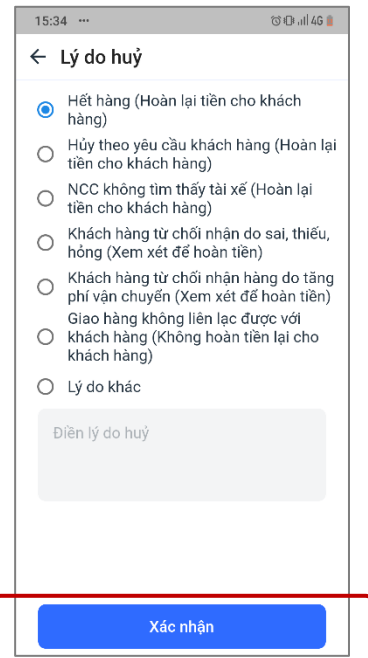 15:34 ···
4G
Lý do huỷ
Hết hàng (Hoàn lại tiền cho khách
hàng)
Hủy theo yêu cầu khách hàng (Hoàn lại
tiền cho khách hàng)
NCC không tìm thấy tài xế (Hoàn lại
tiền cho khách hàng)
Khách hàng từ chối nhận do sai, thiếu,
hỏng (Xem xét để hoàn tiền)
Khách hàng từ chối nhận hàng do tăng
phí vận chuyển (Xem xét để hoàn tiền)
Giao hàng không liên lạc được với
khách hàng (Không hoàn tiền lại cho
khách hàng)
Lý do khác
Điền lý do huỷ
Xác nhận